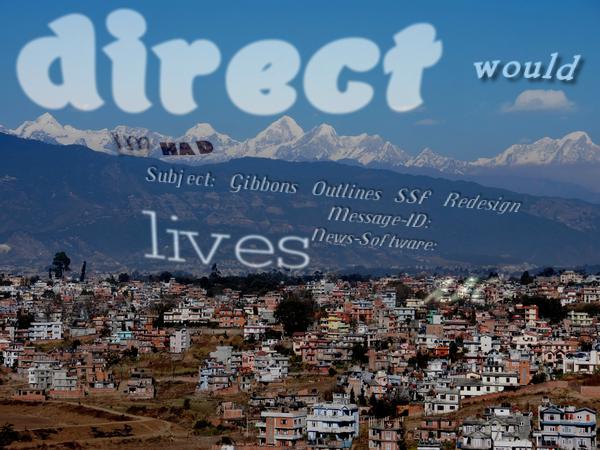 direct
would
HAD
Subject: Gibbons Outlines SSF Redesign
Message-ID:
News-Software:
lives